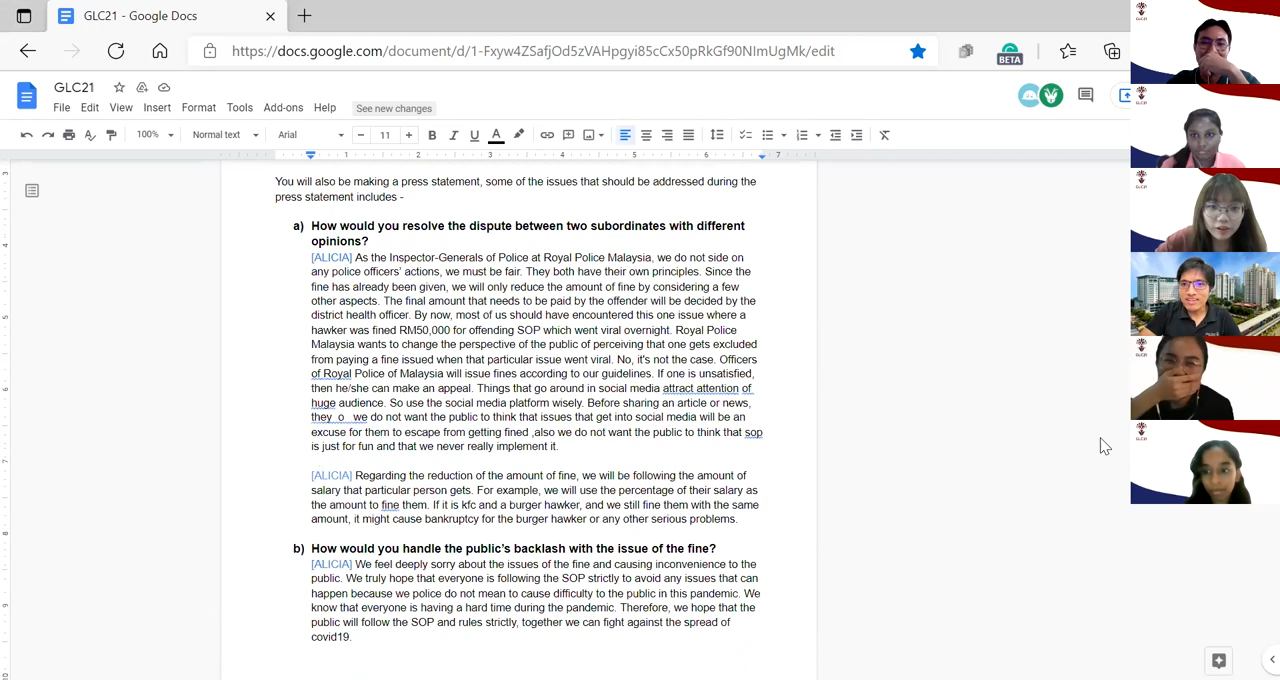 GLC21 - Google Docs
https://docs.google.com/document/d/1-Fxyw4ZSafjOd5zVAHpgyi85cCx50pRkGf90NImUgMk/edit
BETA
GLC21
File Edit View Insert Format Tools Add-ons Help See new changes
100% Normal text Arial 11 B I U A
1 2 3 4 5 6 7
You will also be making a press statement, some of the issues that should be addressed during the
press statement includes -
a) How would you resolve the dispute between two subordinates with different
opinions?
[ALICIA] As the Inspector-Generals of Police at Royal Police Malaysia, we do not side on
any police officers' actions, we must be fair. They both have their own principles. Since the
fine has already been given, we will only reduce the amount of fine by considering a few
other aspects. The final amount that needs to be paid by the offender will be decided by the
district health officer. By now, most of us should have encountered this one issue where a
hawker was fined RM50,000 for offending SOP which went viral overnight. Royal Police
Malaysia wants to change the perspective of the public of perceiving that one gets excluded
from paying a fine issued when that particular issue went viral. No, it's not the case. Officers
of Royal Police of Malaysia will issue fines according to our guidelines. If one is unsatisfied,
then he/she can make an appeal. Things that go around in social media attract attention of
huge audience. So use the social media platform wisely. Before sharing an article or news,
they o we do not want the public to think that issues that get into social media will be an
excuse for them to escape from getting fined ,also we do not want the public to think that sop
is just for fun and that we never really implement it.
[ALICIA] Regarding the reduction of the amount of fine, we will be following the amount of
salary that particular person gets. For example, we will use the percentage of their salary as
the amount to fine them. If it is kfc and a burger hawker, and we still fine them with the same
amount, it might cause bankruptcy for the burger hawker or any other serious problems.
b) How would you handle the public's backlash with the issue of the fine?
[ALICIA] We feel deeply sorry about the issues of the fine and causing inconvenience to the
public. We truly hope that everyone is following the SOP strictly to avoid any issues that can
happen because we police do not mean to cause difficulty to the public in this pandemic. We
know that everyone is having a hard time during the pandemic. Therefore, we hope that the
public will follow the SOP and rules strictly, together we can fight against the spread of
covid19.